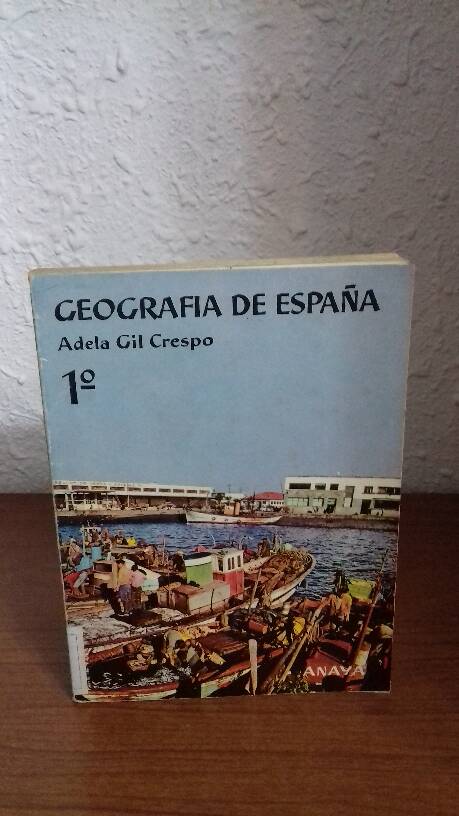 GEOGRAFIA DE ESPAÑA
Adela Gil Crespo
1º
ANAYA